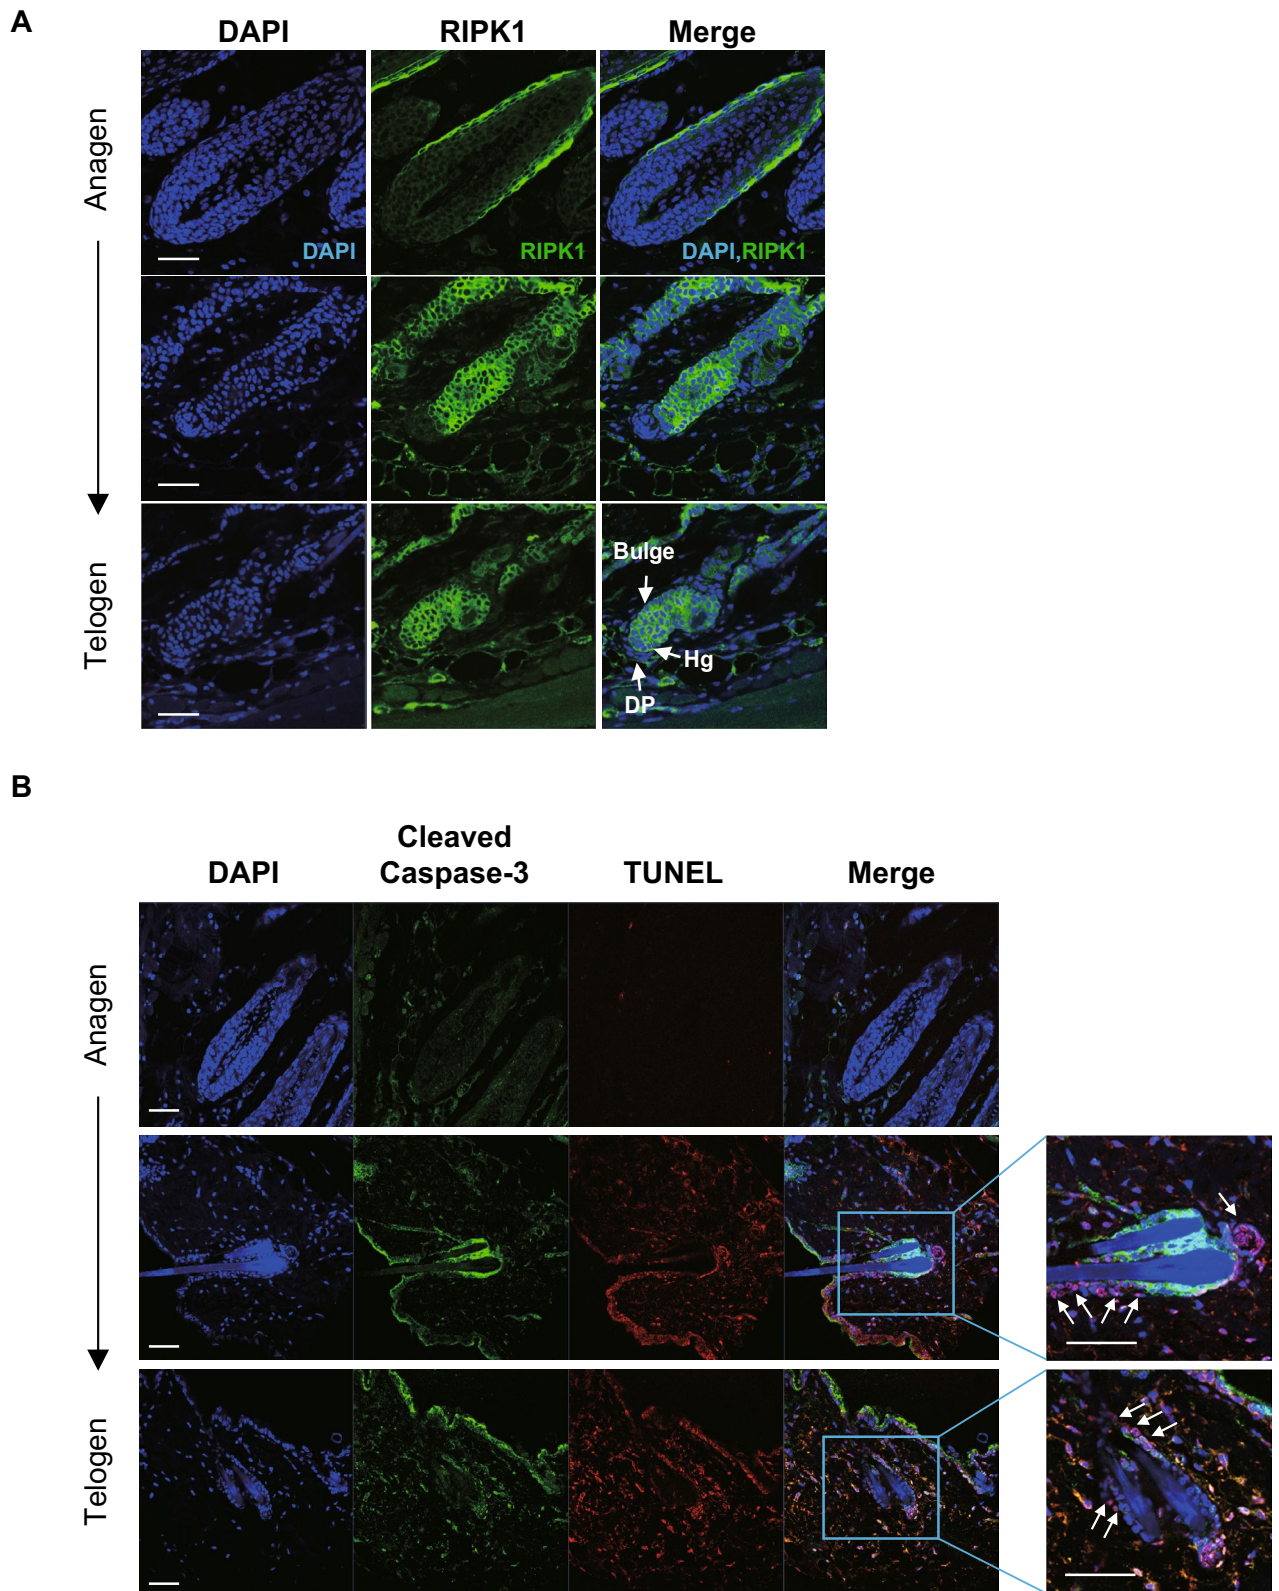 A
DAPI RIPK1 Merge
Anagen
DAPI RIPK1 DAPI,RIPK1
Telogen
Bulge
Hg
DP
B
Cleaved
DAPI Caspase-3 TUNEL Merge
Anagen
Telogen